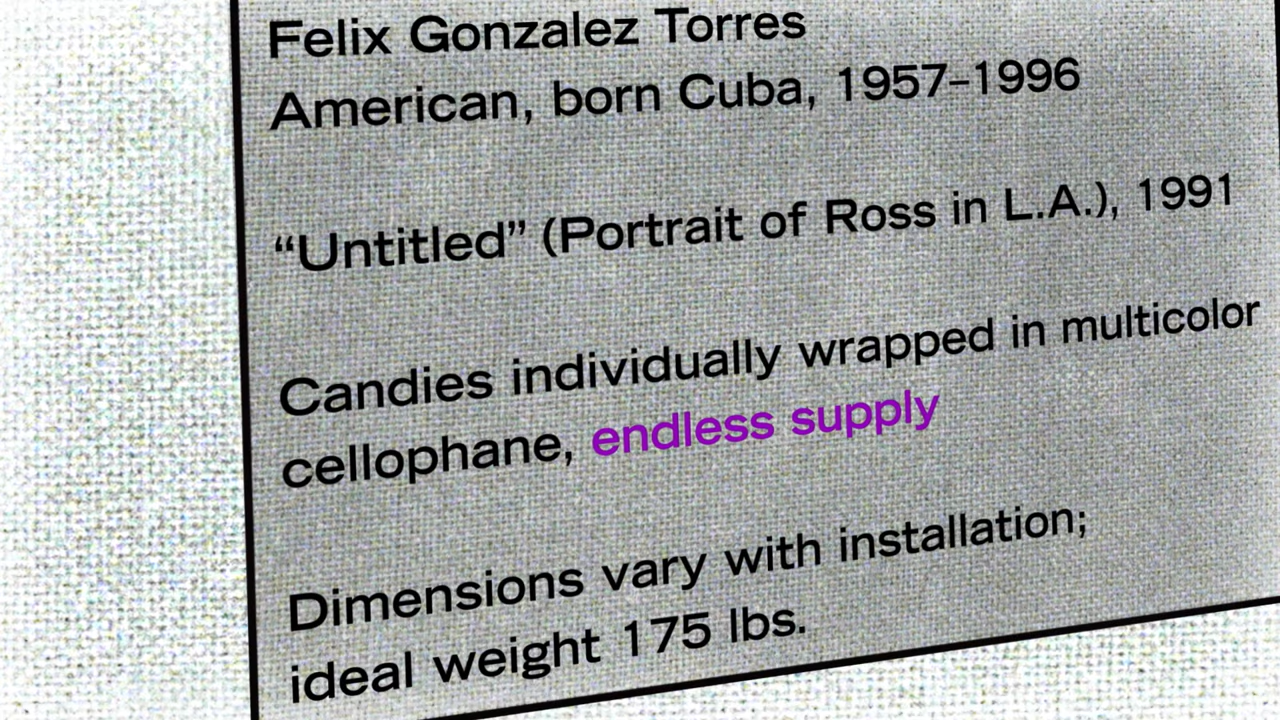 Felix Gonzalez Torres
American, born Cuba, 1957–1996
“Untitled” (Portrait of Ross in L.A.), 1991
Candies individually wrapped in multicolor
cellophane, endless supply
Dimensions vary with installation;
ideal weight 175 lbs.